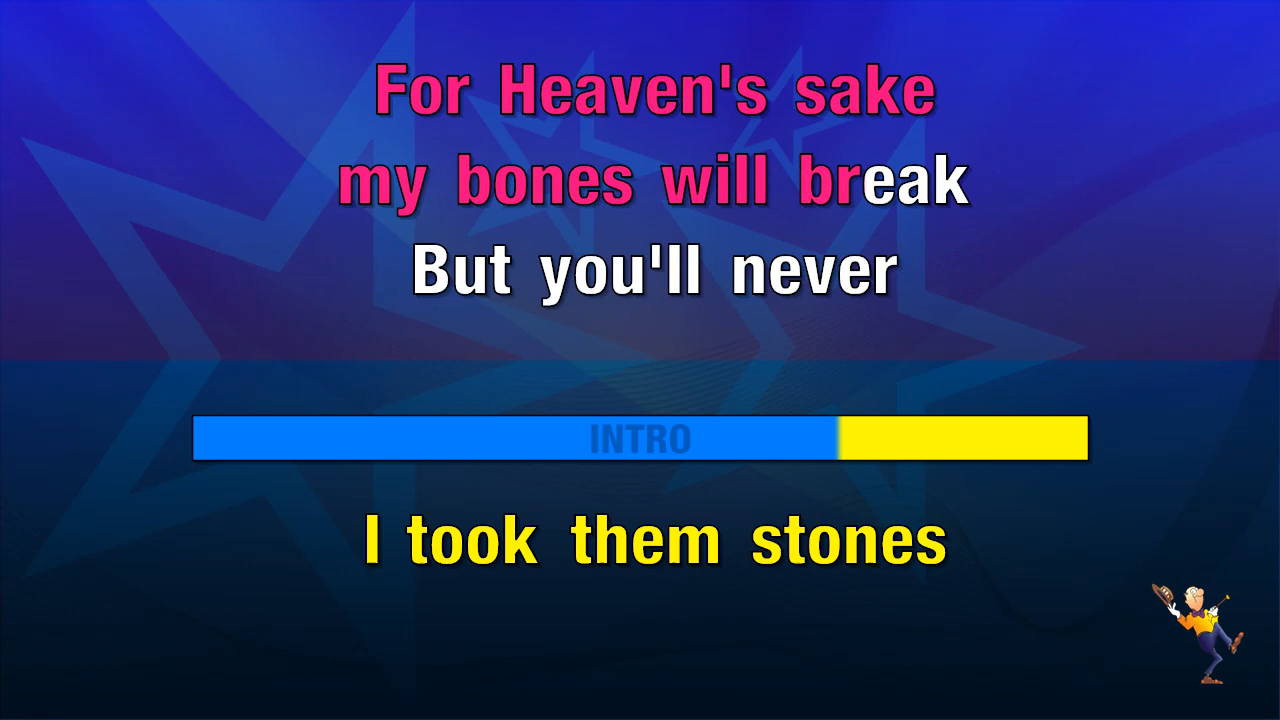 For Heaven's sake
my bones will break
But you'll never
INTRO
I took them stones